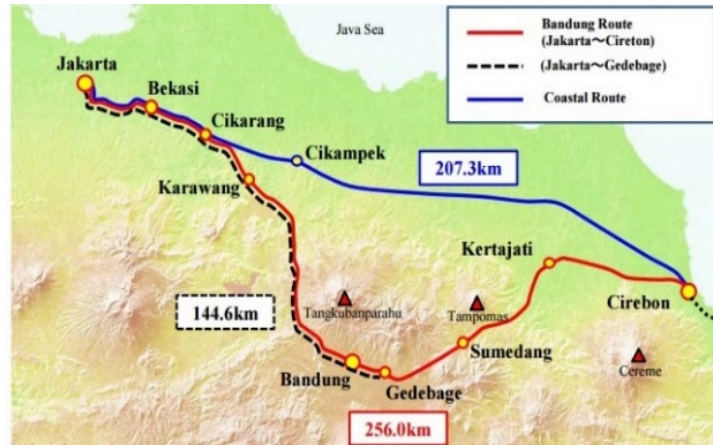 Java Sea
Bandung Route
(Jakarta～Cireton)
(Jakarta～Gedebage)
Coastal Route
Jakarta
Bekasi
Cikarang
Cikampek
207.3km
Karawang
Kertajati
144.6km
Tangkubanparahu
Tampomas
Cirebon
Sumedang
Bandung
Gedebage
Cereme
256.0km